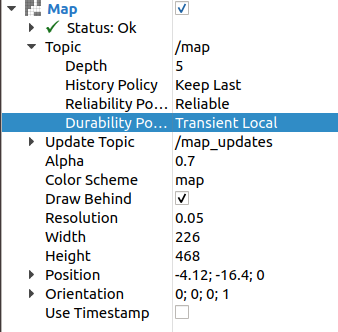 Map
Status: Ok
Topic /map
Depth 5
History Policy Keep Last
Reliability Po... Reliable
Durability Po... Transient Local
Update Topic /map_updates
Alpha 0.7
Color Scheme map
Draw Behind
Resolution 0.05
Width 226
Height 468
Position -4.12; -16.4; 0
Orientation 0; 0; 0; 1
Use Timestamp